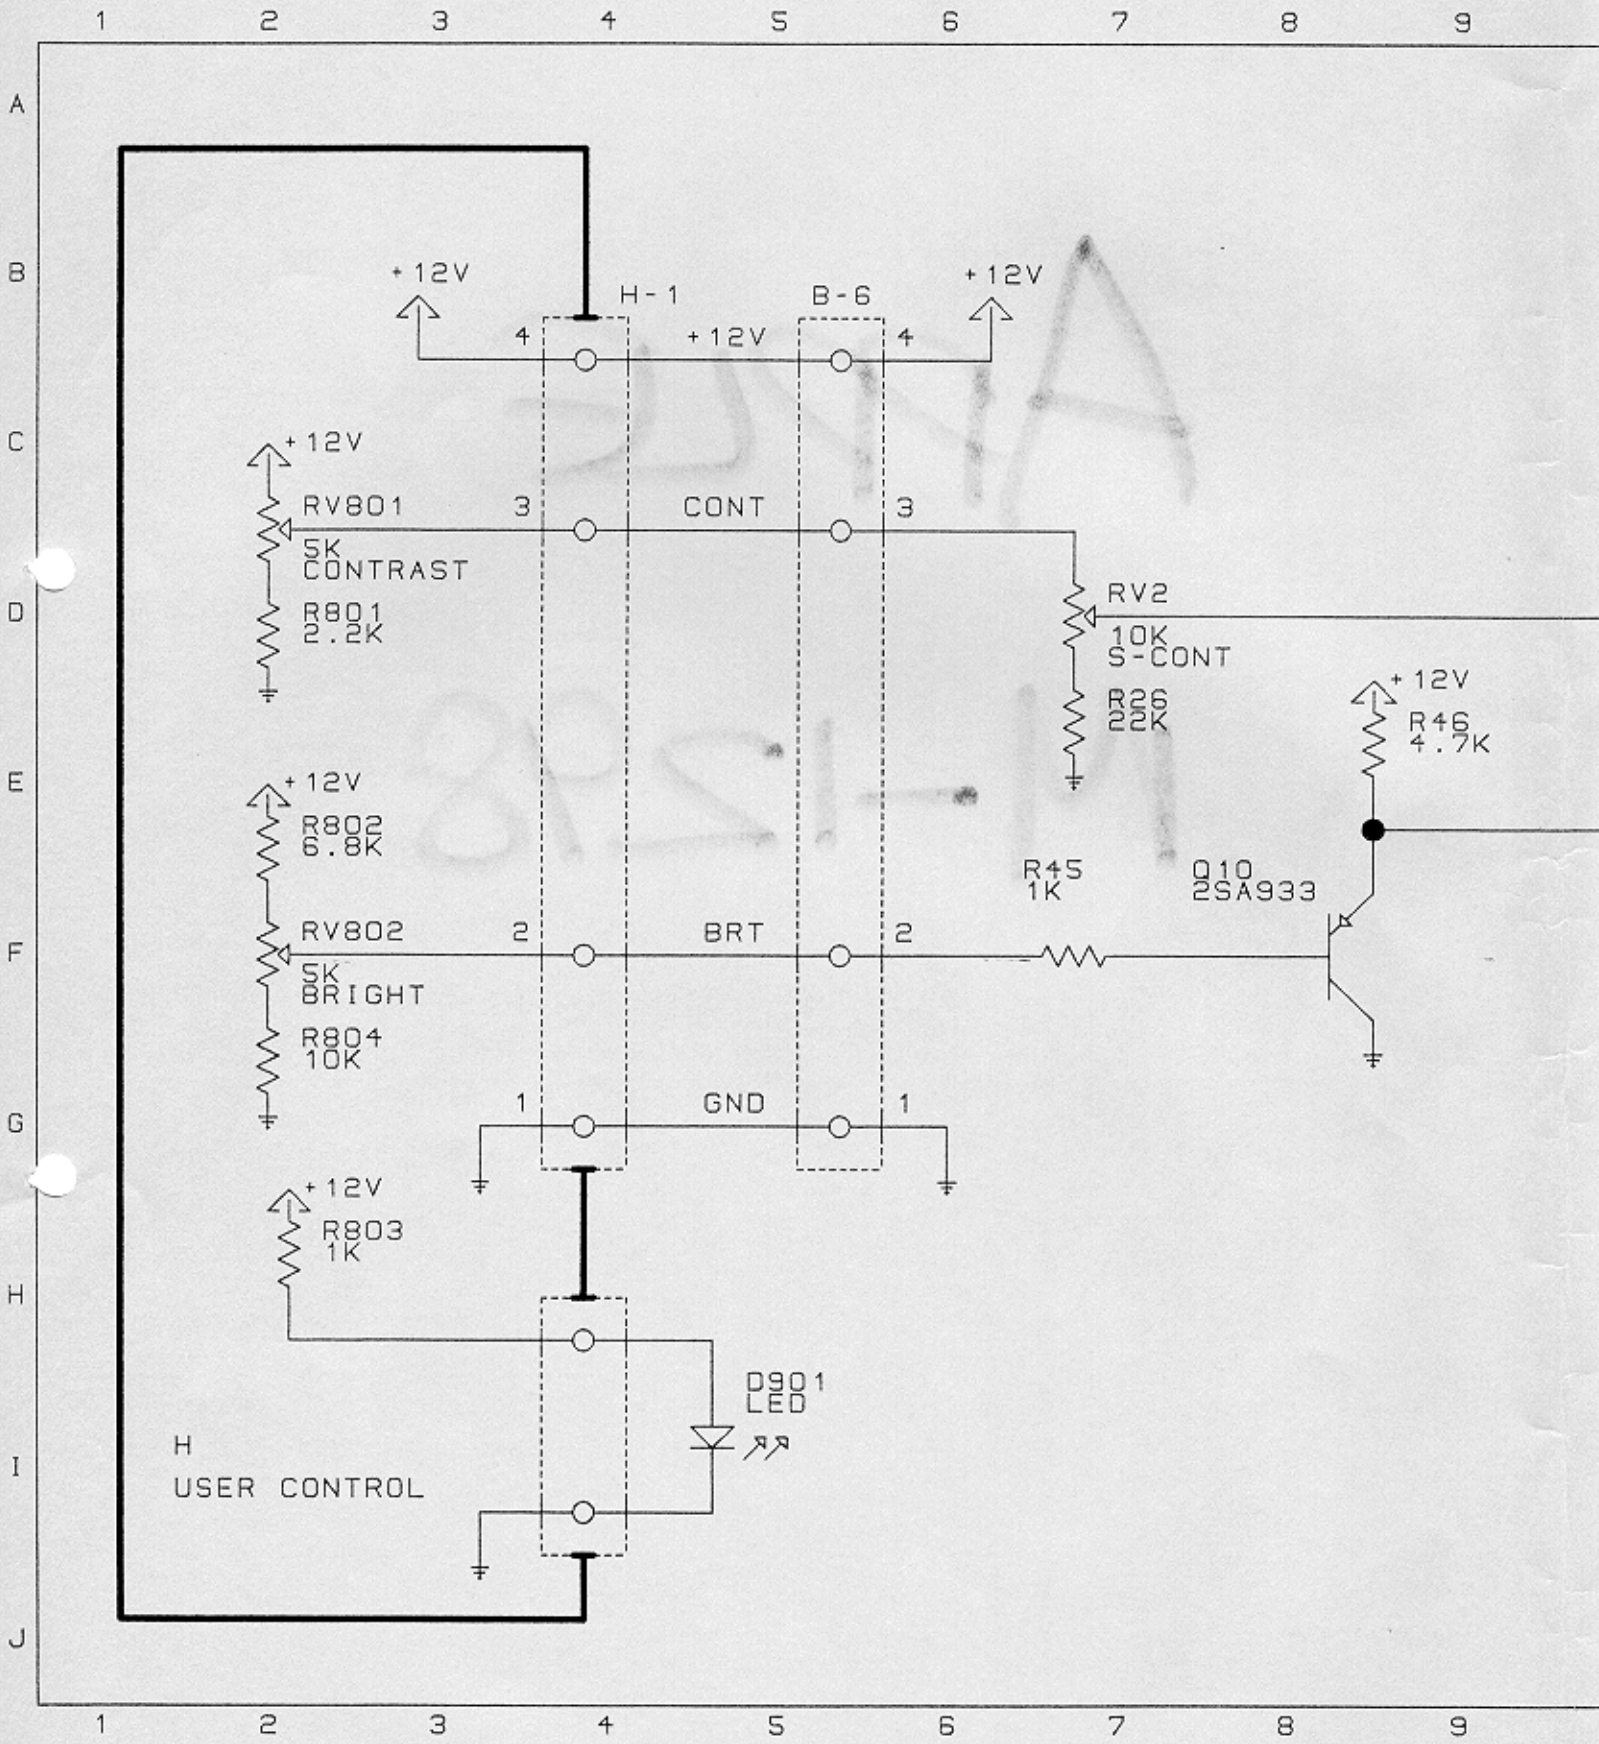 1 2 3 4 5 6 7 8 9
A
B
+12V
+12V
H-1
B-6
4
+12V
4
C
+12V
RV801
5K
CONTRAST
3
CONT
3
D
R801
2.2K
RV2
10K
S-CONT
R26
22K
+12V
R46
4.7K
E
+12V
R802
6.8K
R45
1K
Q10
2SA933
F
RV802
5K
BRIGHT
2
BRT
2
R804
10K
G
1
GND
1
+12V
R803
1K
H
D901
LED
I
H
USER CONTROL
J
1 2 3 4 5 6 7 8 9
APPLE
M-1298